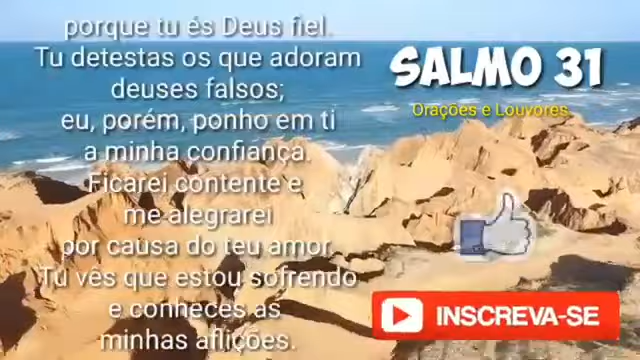 porque tu és Deus fiel.
Tu detestas os que adoram
deuses falsos;
eu, porém, ponho em ti
a minha confiança.
Ficarei contente e
me alegrarei
por causa do teu amor.
Tu vês que estou sofrendo
e conheces as
minhas aflições.
SALMO 31
Orações e Louvores
INSCREVA-SE